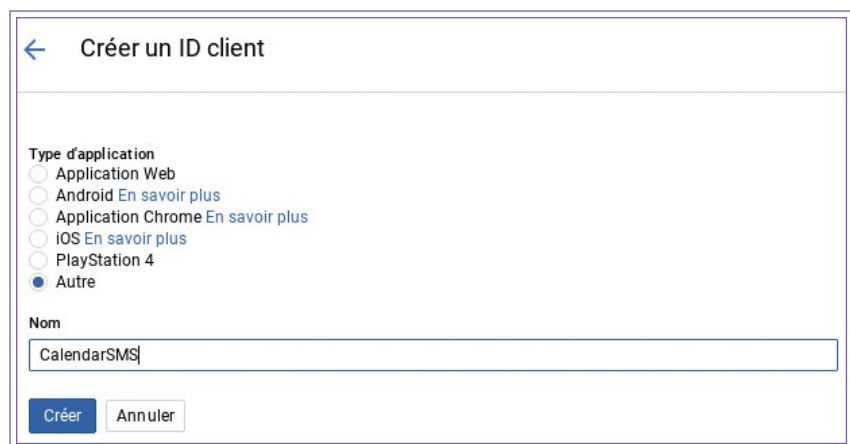 Créer un ID client
Type d'application
Application Web
Android En savoir plus
Application Chrome En savoir plus
iOS En savoir plus
PlayStation 4
Autre
Nom
CalendarSMS
Créer Annuler